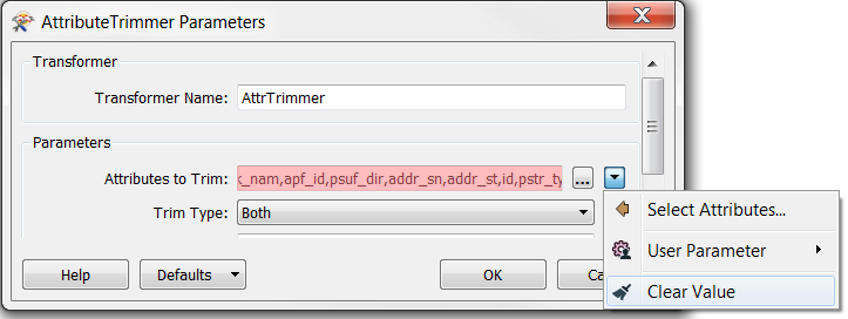 AttributeTrimmer Parameters
Transformer
Transformer Name: AttrTrimmer
Parameters
Attributes to Trim: _nam,apf_id,psuf_dir,addr_sn,addr_st,id,pstr_ty ...
Trim Type: Both
Select Attributes...
User Parameter
Clear Value
Help Defaults OK Ca